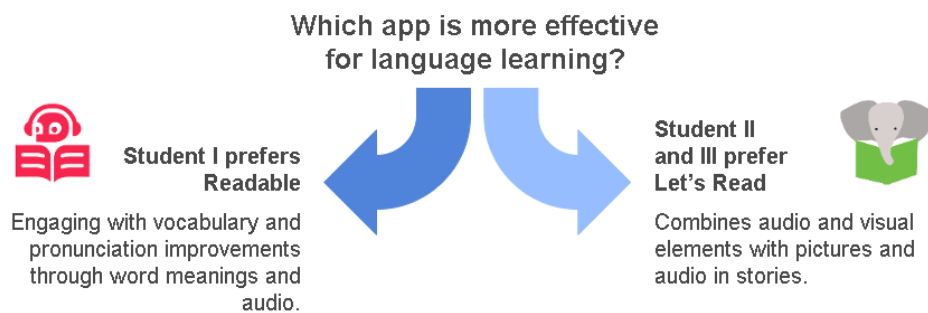 Which app is more effective
for language learning?
Student I prefers
Readable
Engaging with vocabulary and
pronunciation improvements
through word meanings and
audio.
Student II
and III prefer
Let's Read
Combines audio and visual
elements with pictures and
audio in stories.